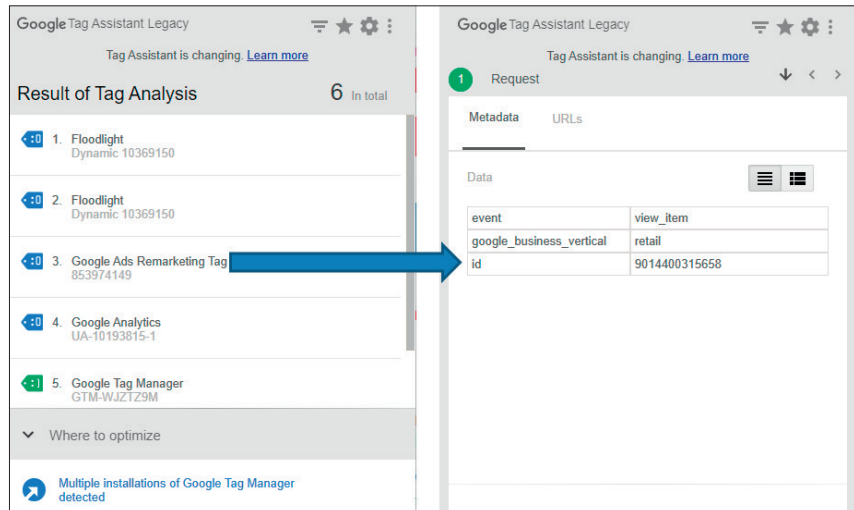 Google Tag Assistant Legacy
Tag Assistant is changing. Learn more
Result of Tag Analysis
6 In total
1. Floodlight
Dynamic 10369150
2. Floodlight
Dynamic 10369150
3. Google Ads Remarketing Tag
853974149
4. Google Analytics
UA-10193815-1
5. Google Tag Manager
GTM-WJZTZ9M
Where to optimize
Multiple installations of Google Tag Manager
detected
Google Tag Assistant Legacy
Tag Assistant is changing. Learn more
1 Request
Metadata URLs
Data
event view_item
google_business_vertical retail
id 9014400315658